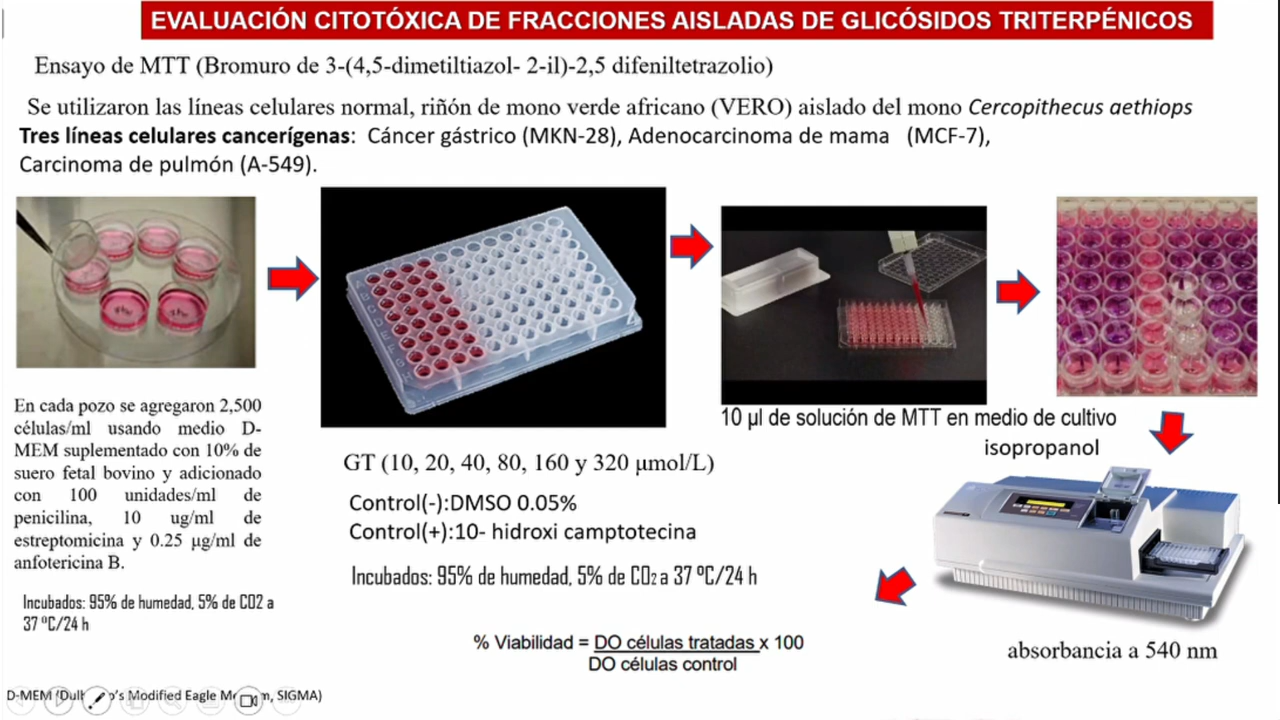 EVALUACIÓN CITOTÓXICA DE FRACCIONES AISLADAS DE GLICÓSIDOS TRITERPÉNICOS
Ensayo de MTT (Bromuro de 3-(4,5-dimetiltiazol- 2-il)-2,5 difeniltetrazolio)
Se utilizaron las líneas celulares normal, riñón de mono verde africano (VERO) aislado del mono Cercopithecus aethiops
Tres líneas celulares cancerígenas: Cáncer gástrico (MKN-28), Adenocarcinoma de mama (MCF-7),
Carcinoma de pulmón (A-549).
En cada pozo se agregaron 2,500
células/ml usando medio D-
MEM suplementado con 10% de
suero fetal bovino y adicionado
con 100 unidades/ml de
penicilina, 10 ug/ml de
estreptomicina y 0.25 µg/ml de
anfotericina B.
Incubados: 95% de humedad, 5% de CO2 a
37 ºC/24 h
GT (10, 20, 40, 80, 160 y 320 µmol/L)
Control(-):DMSO 0.05%
Control(+):10- hidroxi camptotecina
Incubados: 95% de humedad, 5% de CO2 a 37 ºC/24 h
10 µl de solución de MTT en medio de cultivo
isopropanol
absorbancia a 540 nm
% Viabilidad = DO células tratadas x 100
DO células control
D-MEM (Dul's Modified Eagle Me m, SIGMA)